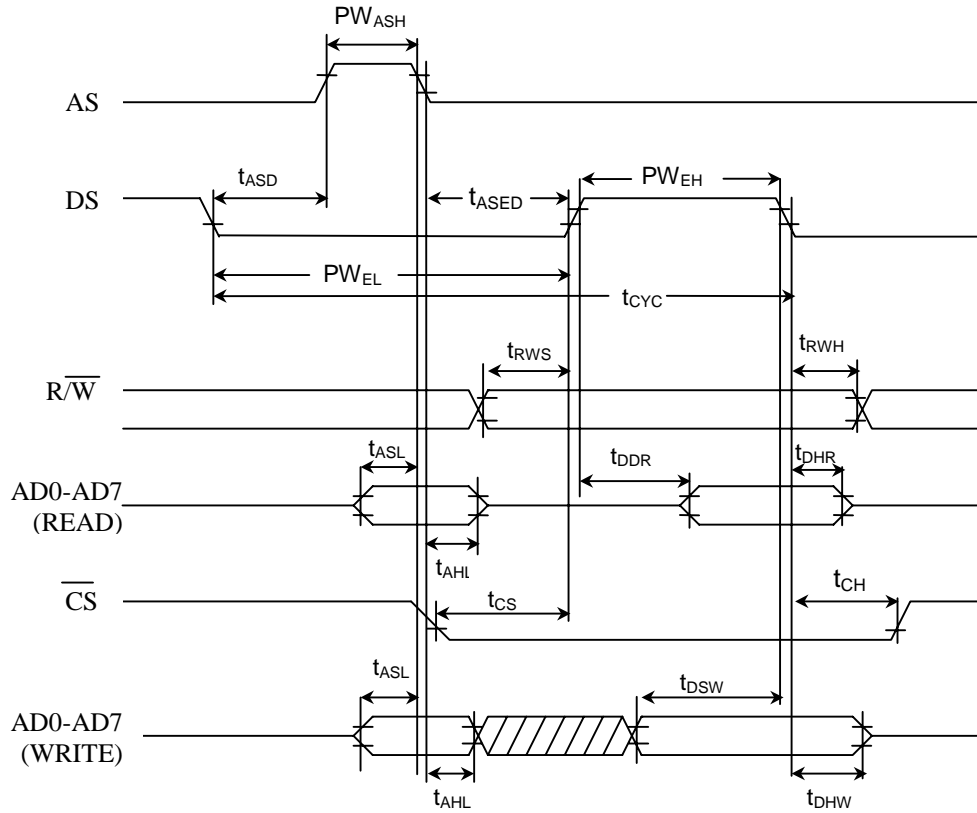 PW_ASH
AS
t_ASD
t_ASED
PW_EH
DS
PW_EL
t_CYC
t_RWS
t_RWH
R/W̅
t_ASL
t_DDR
t_DHR
AD0-AD7
(READ)
t_AHL
C̅S̅
t_CS
t_CH
t_ASL
t_DSW
AD0-AD7
(WRITE)
t_AHL
t_DHW